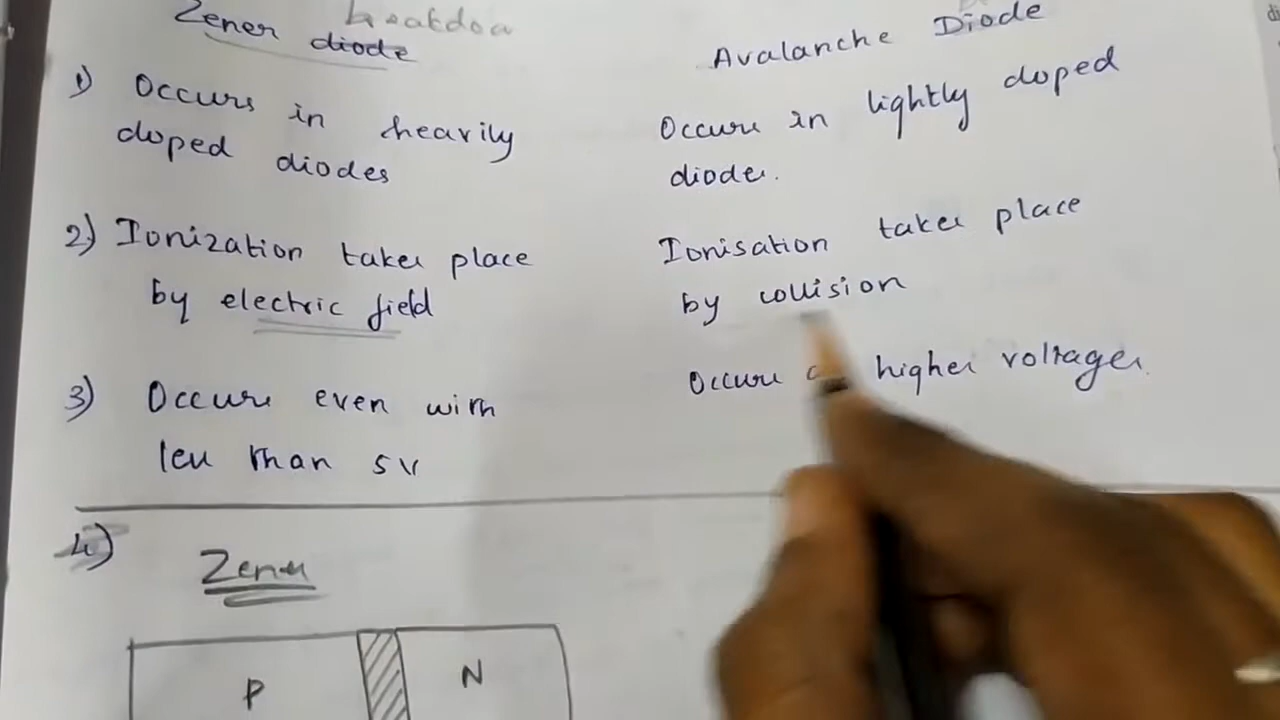 Zener diode
Avalanche Diode
1) Occurs in heavily
doped diodes
Occurs in lightly doped
diodes.
2) Ionization takes place
by electric field
Ionisation takes place
by collision
3) Occurs even with
less than 5V
Occurs higher voltages.
4) Zener
P
N